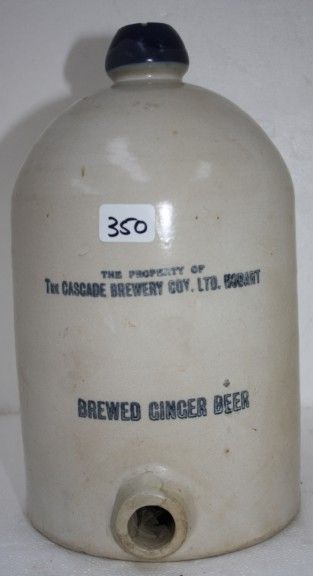 350
THE PROPERTY OF
THE CASCADE BREWERY COY. LTD. HOBART
BREWED GINGER BEER